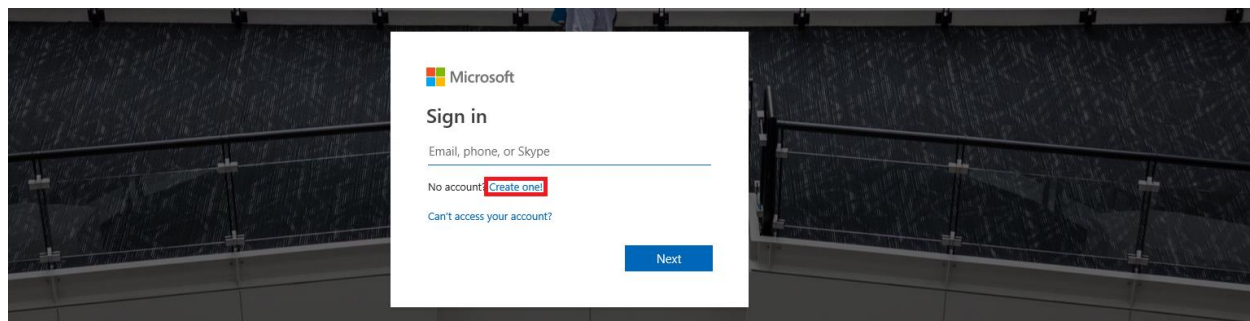 Microsoft
Sign in
Email, phone, or Skype
No account? Create one!
Can't access your account?
Next